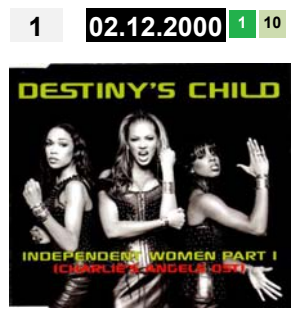 1 02.12.2000 1 10
DESTINY'S CHILD
INDEPENDENT WOMEN PART I
(CHARLIE'S ANGELS OST)